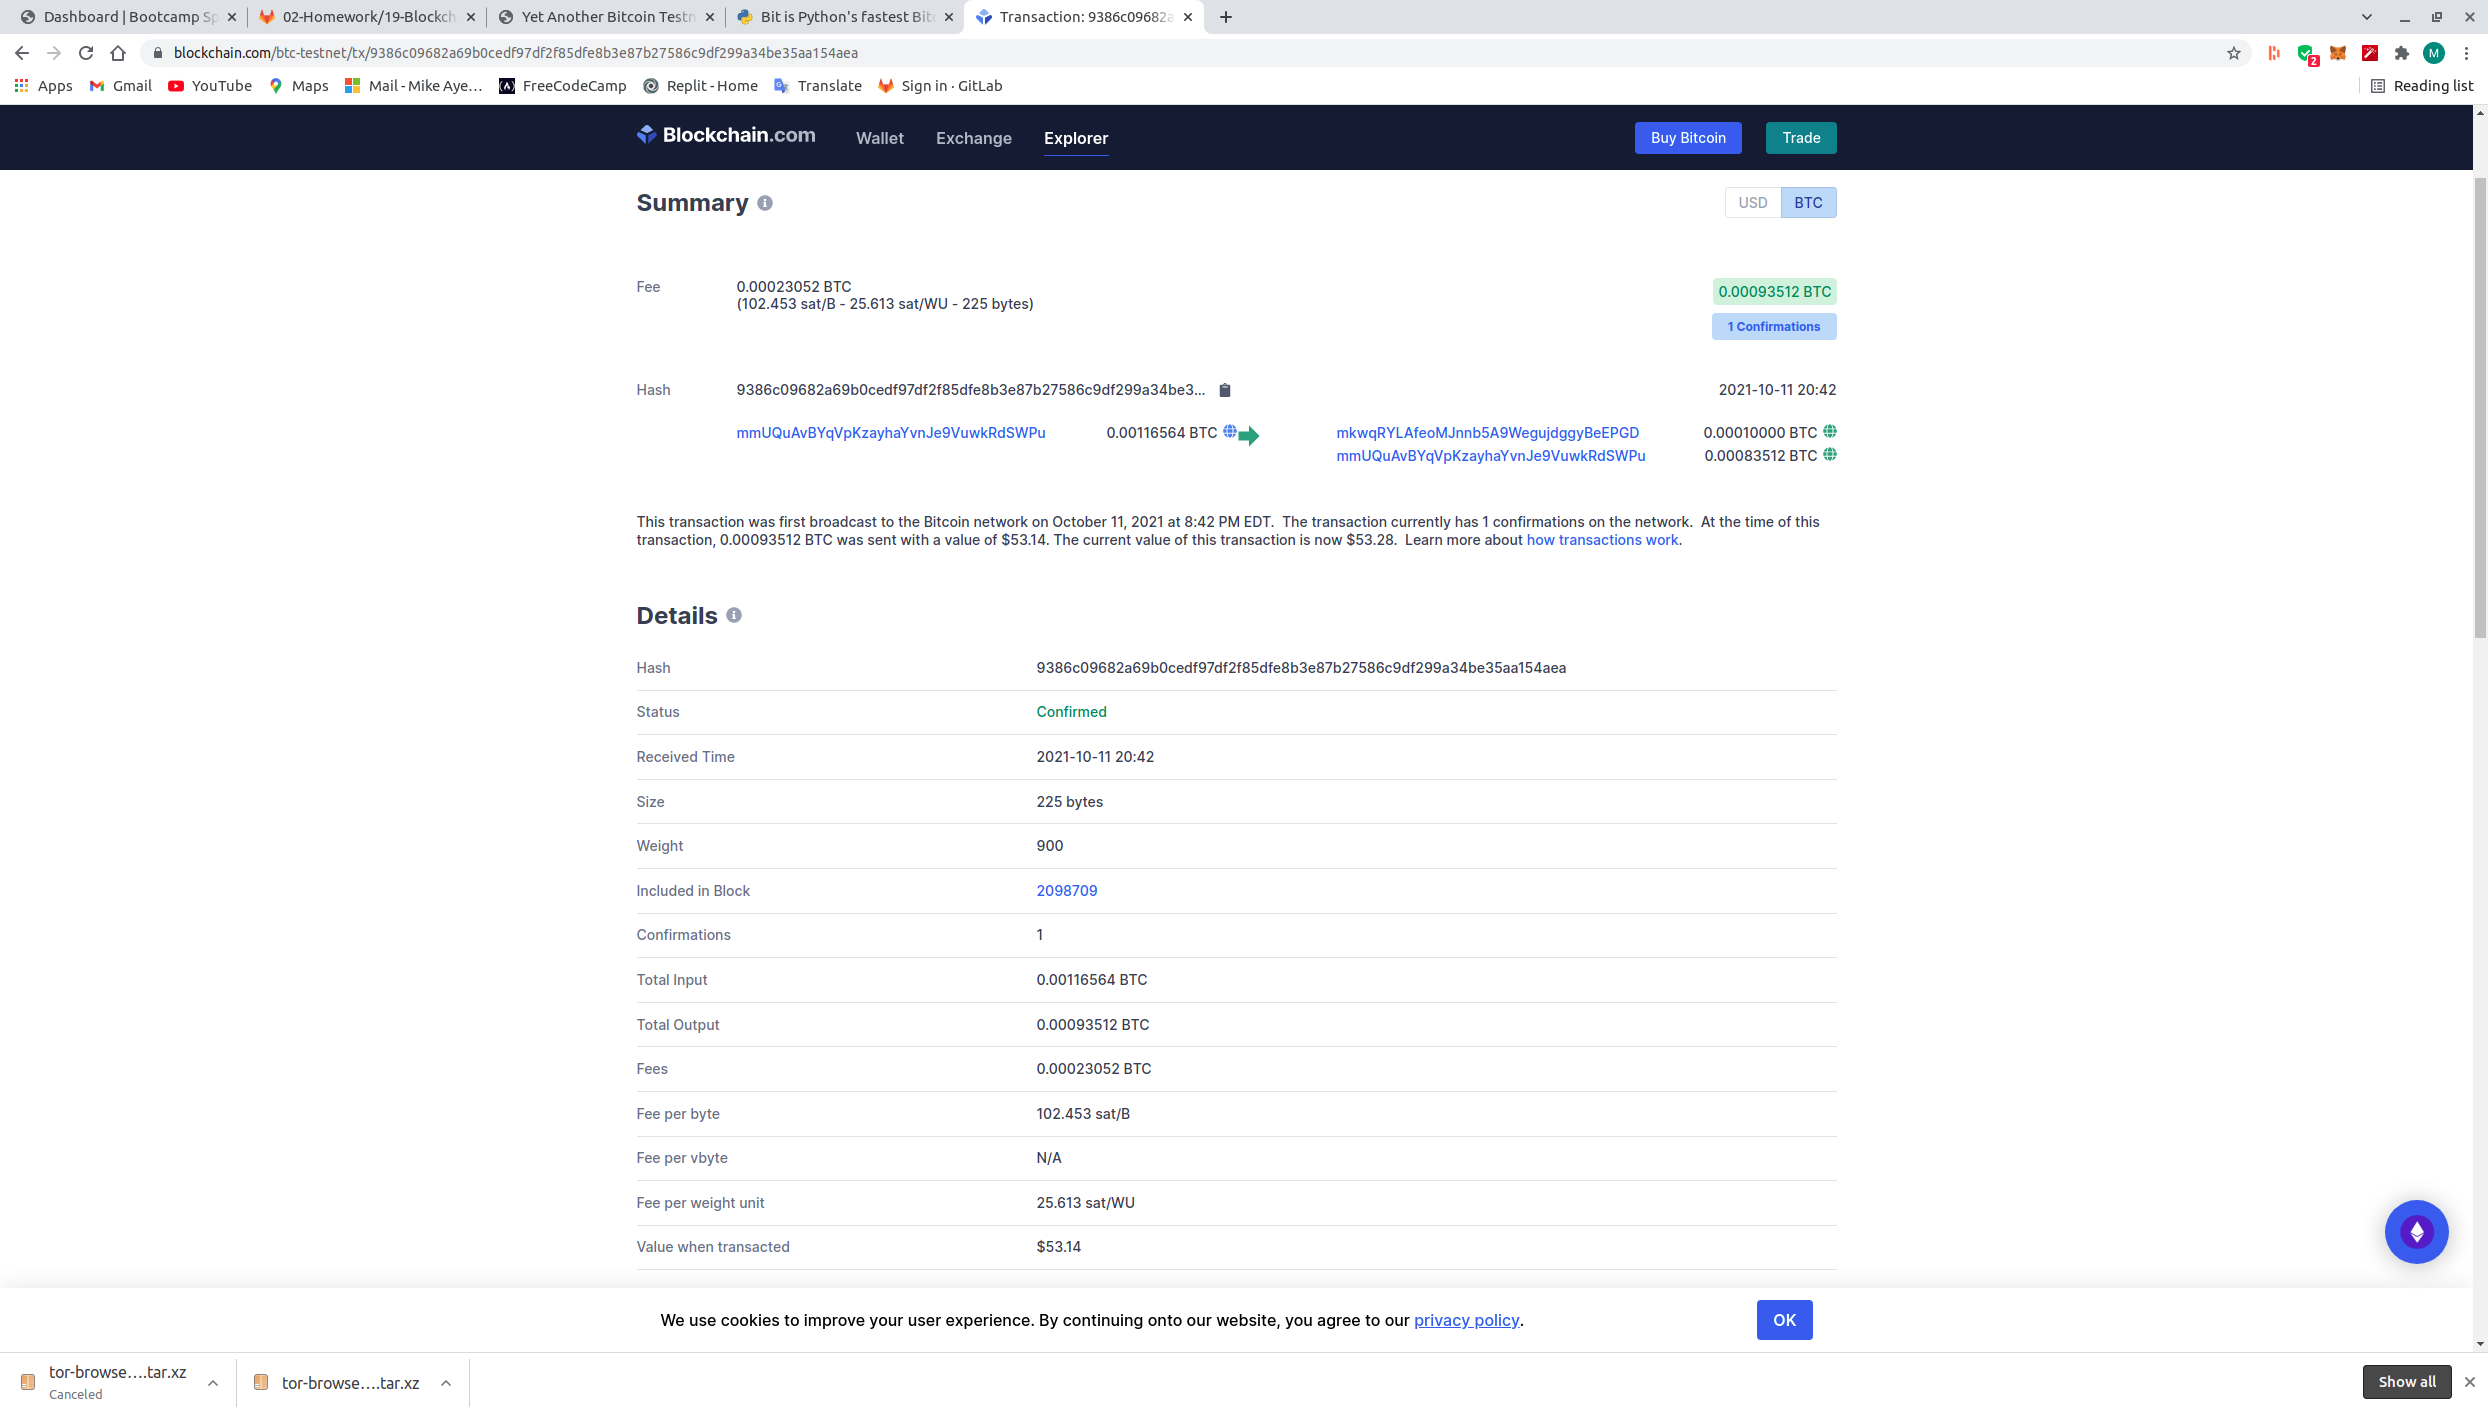 Dashboard | Bootcamp Sp
02-Homework/19-Blockch
Yet Another Bitcoin Testn
Bit is Python's fastest Bitc
Transaction: 9386c09682a
blockchain.com/btc-testnet/tx/9386c09682a69b0cedf97df2f85dfe8b3e87b27586c9df299a34be35aa154aea
2
M
Apps Gmail YouTube Maps Mail - Mike Aye... FreeCodeCamp Replit - Home Translate Sign in · GitLab Reading list
Blockchain.com Wallet Exchange Explorer Buy Bitcoin Trade
Summary USD BTC
Fee 0.00023052 BTC 0.00093512 BTC
(102.453 sat/B - 25.613 sat/WU - 225 bytes)
1 Confirmations
Hash 9386c09682a69b0cedf97df2f85dfe8b3e87b27586c9df299a34be3... 2021-10-11 20:42
mmUQuAvBYqVpKzayhaYvnJe9VuwkRdSWPu 0.00116564 BTC mkwqRYLAfeoMJnnb5A9WegujdggyBeEPGD 0.00010000 BTC
mmUQuAvBYqVpKzayhaYvnJe9VuwkRdSWPu 0.00083512 BTC
This transaction was first broadcast to the Bitcoin network on October 11, 2021 at 8:42 PM EDT. The transaction currently has 1 confirmations on the network. At the time of this
transaction, 0.00093512 BTC was sent with a value of $53.14. The current value of this transaction is now $53.28. Learn more about how transactions work.
Details
Hash 9386c09682a69b0cedf97df2f85dfe8b3e87b27586c9df299a34be35aa154aea
Status Confirmed
Received Time 2021-10-11 20:42
Size 225 bytes
Weight 900
Included in Block 2098709
Confirmations 1
Total Input 0.00116564 BTC
Total Output 0.00093512 BTC
Fees 0.00023052 BTC
Fee per byte 102.453 sat/B
Fee per vbyte N/A
Fee per weight unit 25.613 sat/WU
Value when transacted $53.14
We use cookies to improve your user experience. By continuing onto our website, you agree to our privacy policy. OK
tor-browse....tar.xz
Canceled
tor-browse....tar.xz
Show all